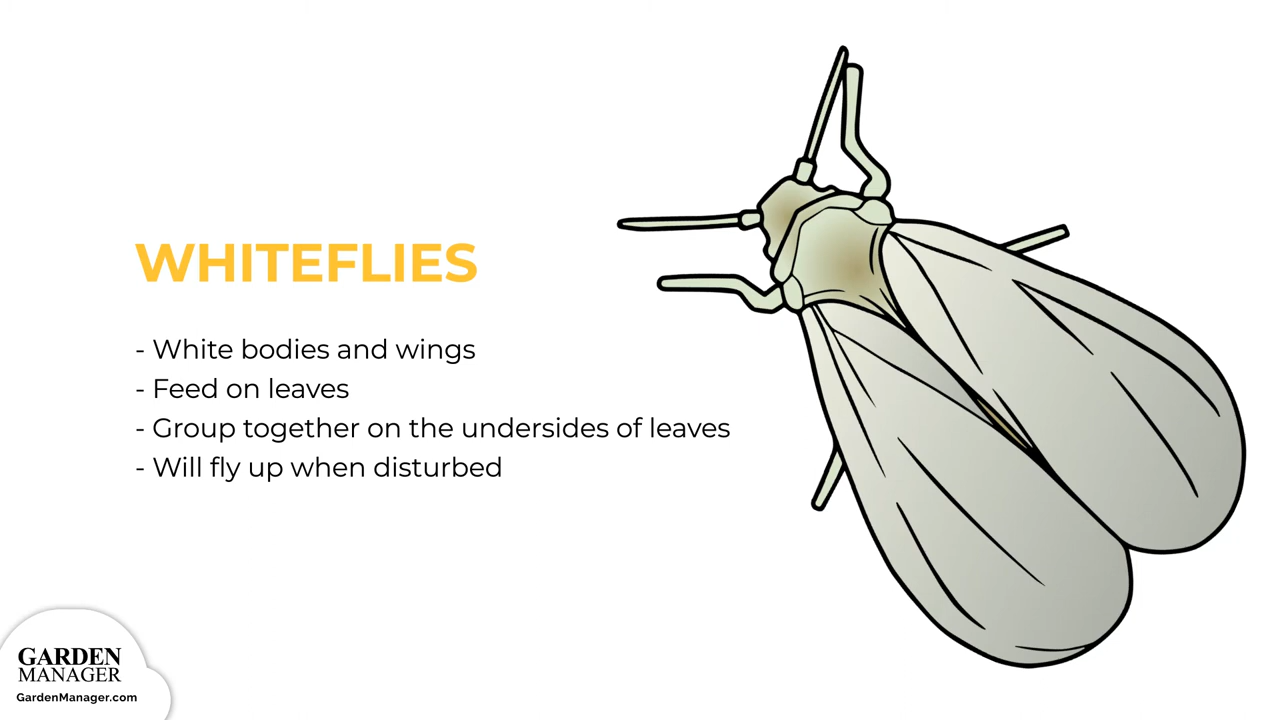 WHITEFLIES
- White bodies and wings
- Feed on leaves
- Group together on the undersides of leaves
- Will fly up when disturbed
GARDEN
MANAGER
GardenManager.com